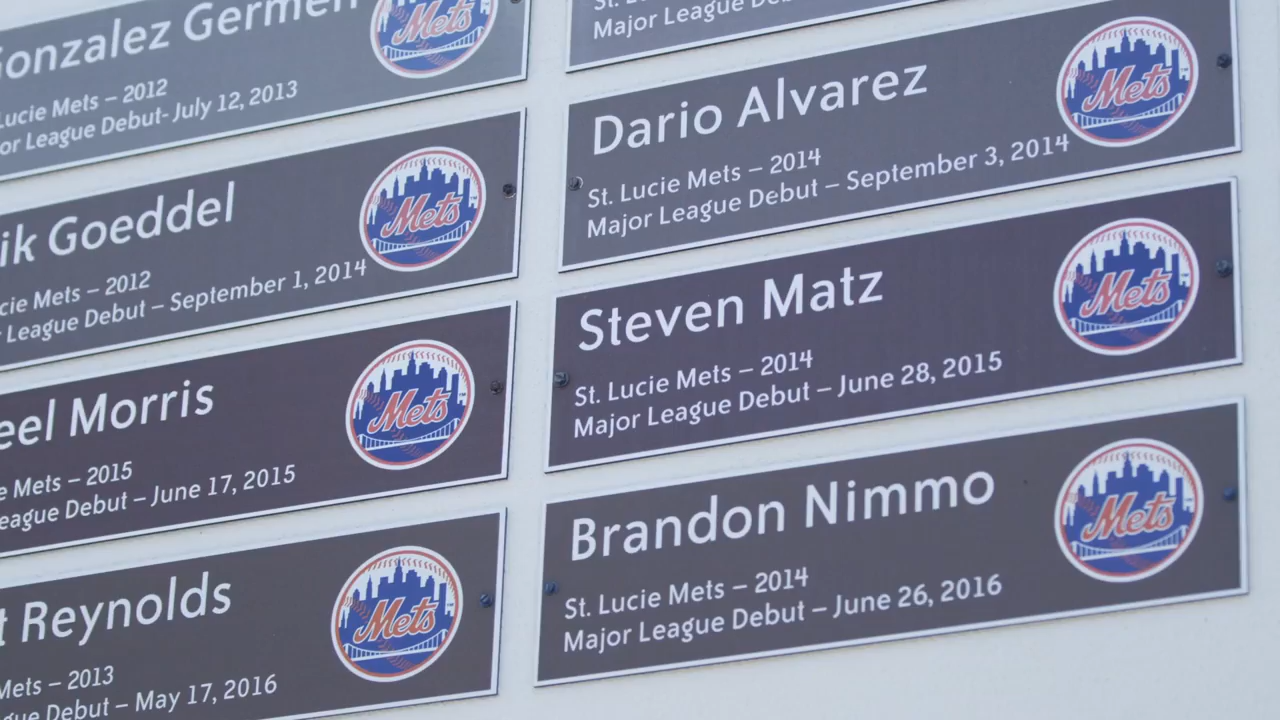 Gonzalez Germen
Lucie Mets – 2012
or League Debut- July 12, 2013
Mets
ik Goeddel
cie Mets – 2012
League Debut – September 1, 2014
Mets
eel Morris
Mets – 2015
eague Debut – June 17, 2015
Mets
t Reynolds
Mets – 2013
ue Debut – May 17, 2016
Mets
St.
Major League
Dario Alvarez
St. Lucie Mets – 2014
Major League Debut – September 3, 2014
Mets
Steven Matz
St. Lucie Mets – 2014
Major League Debut – June 28, 2015
Mets
Brandon Nimmo
St. Lucie Mets – 2014
Major League Debut – June 26, 2016
Mets